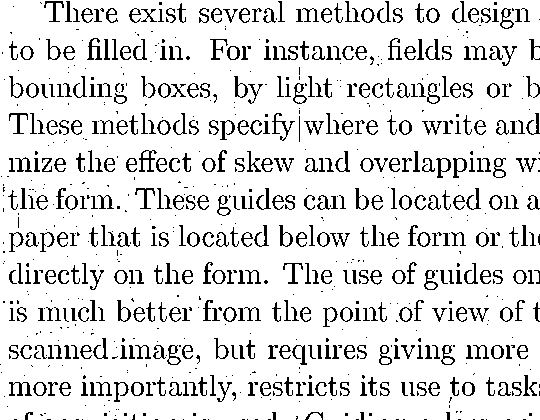 There exist several methods to design
to be filled in. For instance, fields may b
bounding boxes, by light rectangles or b
These methods specify where to write and
mize the effect of skew and overlapping wi
the form. These guides can be located on a
paper that is located below the form or the
directly on the form. The use of guides on
is much better from the point of view of t
scanned image, but requires giving more
more importantly, restricts its use to tasks